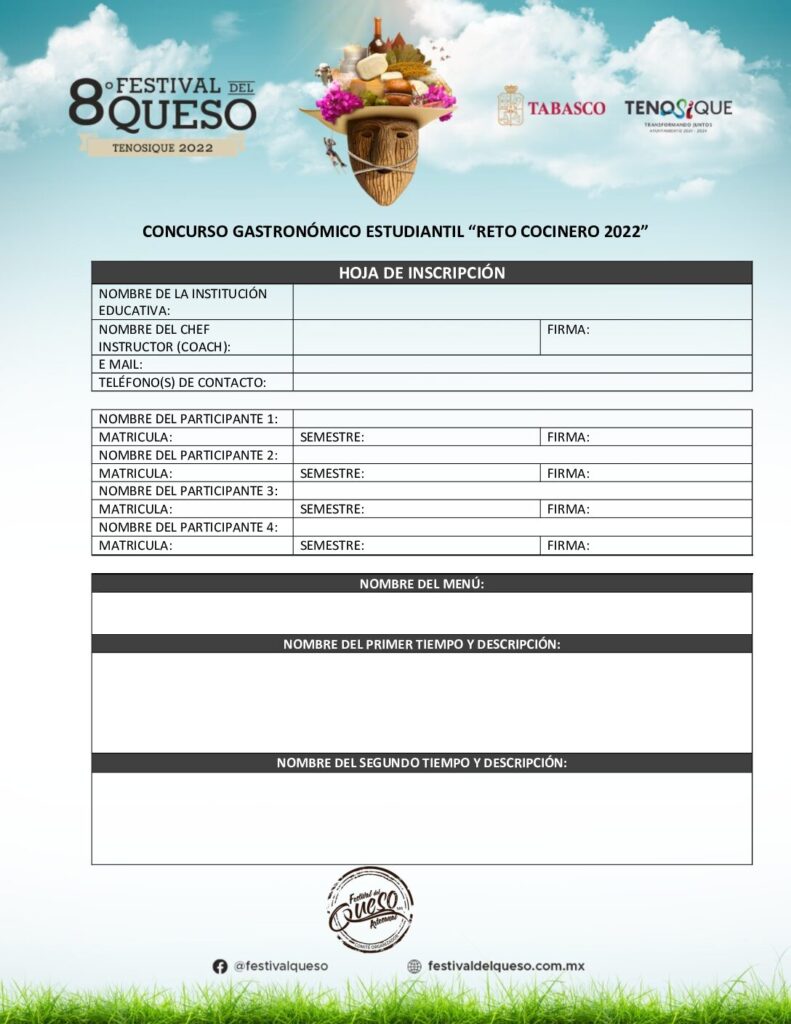 8º FESTIVAL DEL
QUESO
TENOSIQUE 2022
TABASCO
TENOSIQUE
TRANSFORMANDO JUNTOS
AYUNTAMIENTO 2021 - 2024
CONCURSO GASTRONÓMICO ESTUDIANTIL “RETO COCINERO 2022”
HOJA DE INSCRIPCIÓN
NOMBRE DE LA INSTITUCIÓN
EDUCATIVA:
NOMBRE DEL CHEF
INSTRUCTOR (COACH):
FIRMA:
E MAIL:
TELÉFONO(S) DE CONTACTO:
NOMBRE DEL PARTICIPANTE 1:
MATRICULA: SEMESTRE: FIRMA:
NOMBRE DEL PARTICIPANTE 2:
MATRICULA: SEMESTRE: FIRMA:
NOMBRE DEL PARTICIPANTE 3:
MATRICULA: SEMESTRE: FIRMA:
NOMBRE DEL PARTICIPANTE 4:
MATRICULA: SEMESTRE: FIRMA:
NOMBRE DEL MENÚ:
NOMBRE DEL PRIMER TIEMPO Y DESCRIPCIÓN:
NOMBRE DEL SEGUNDO TIEMPO Y DESCRIPCIÓN:
Festival del
Queso
Artesanal
COMITÉ ORGANIZADOR
@festivalqueso festivaldelqueso.com.mx